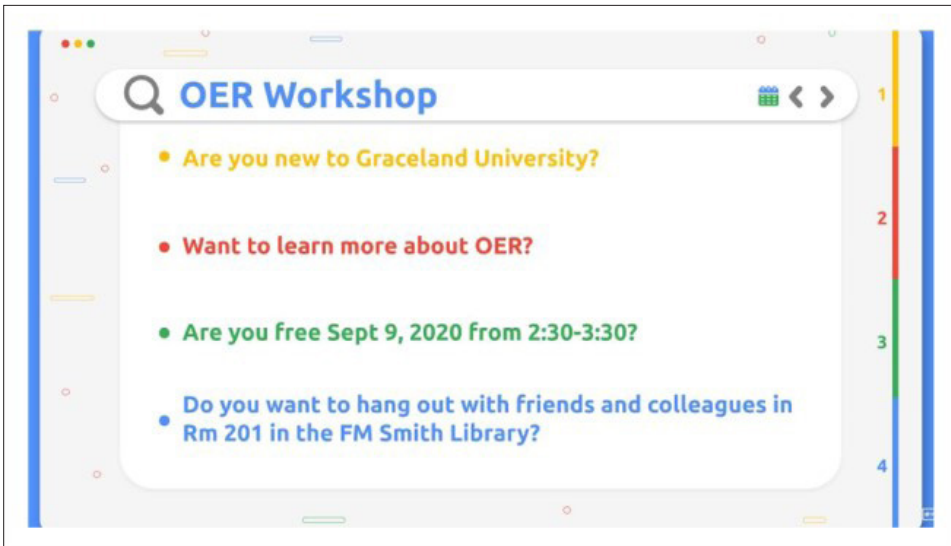 OER Workshop
1
• Are you new to Graceland University?
2
• Want to learn more about OER?
• Are you free Sept 9, 2020 from 2:30-3:30?
3
• Do you want to hang out with friends and colleagues in
Rm 201 in the FM Smith Library?
4